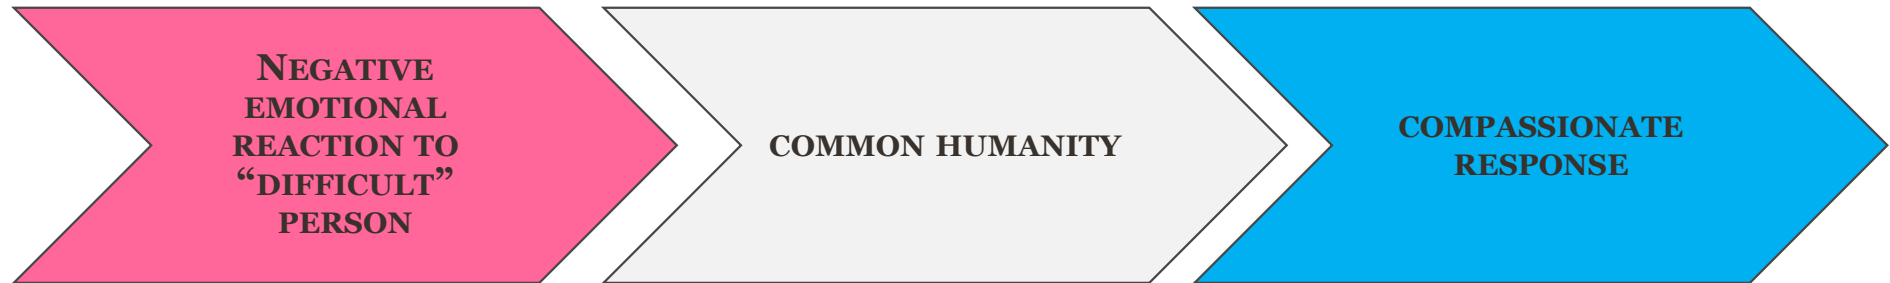 NEGATIVE
EMOTIONAL
REACTION TO
“DIFFICULT”
PERSON
COMMON HUMANITY
COMPASSIONATE
RESPONSE